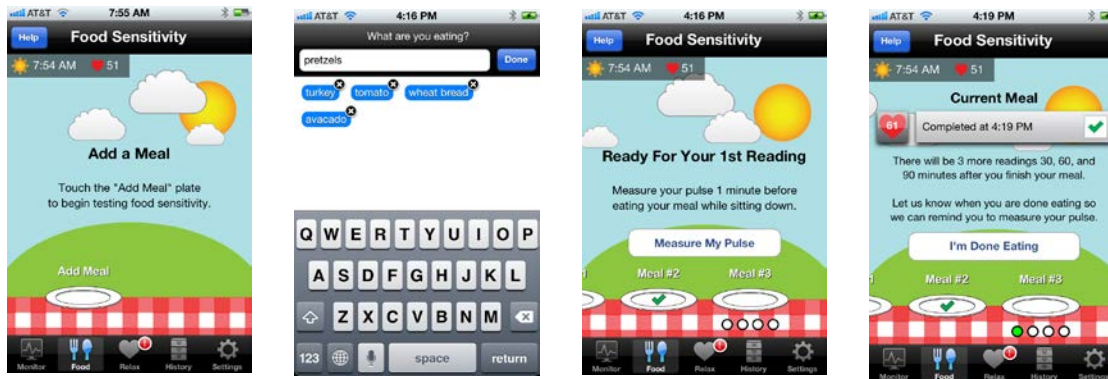 AT&T 7:55 AM
Help Food Sensitivity
7:54 AM 51
Add a Meal
Touch the "Add Meal" plate
to begin testing food sensitivity.
Add Meal
Monitor Food Relax History Settings
AT&T 4:16 PM
What are you eating?
pretzels Done
turkey tomato wheat bread
avacado
Q W E R T Y U I O P
A S D F G H J K L
Z X C V B N M
123 space return
AT&T 4:16 PM
Help Food Sensitivity
7:54 AM 51
Ready For Your 1st Reading
Measure your pulse 1 minute before
eating your meal while sitting down.
Measure My Pulse
1 Meal #2 Meal #3
Monitor Food Relax History Settings
AT&T 4:19 PM
Help Food Sensitivity
7:54 AM 51
Current Meal
61 Completed at 4:19 PM
There will be 3 more readings 30, 60, and
90 minutes after you finish your meal.
Let us know when you are done eating so
we can remind you to measure your pulse.
I'm Done Eating
1 Meal #2 Meal #3
Monitor Food Relax History Settings